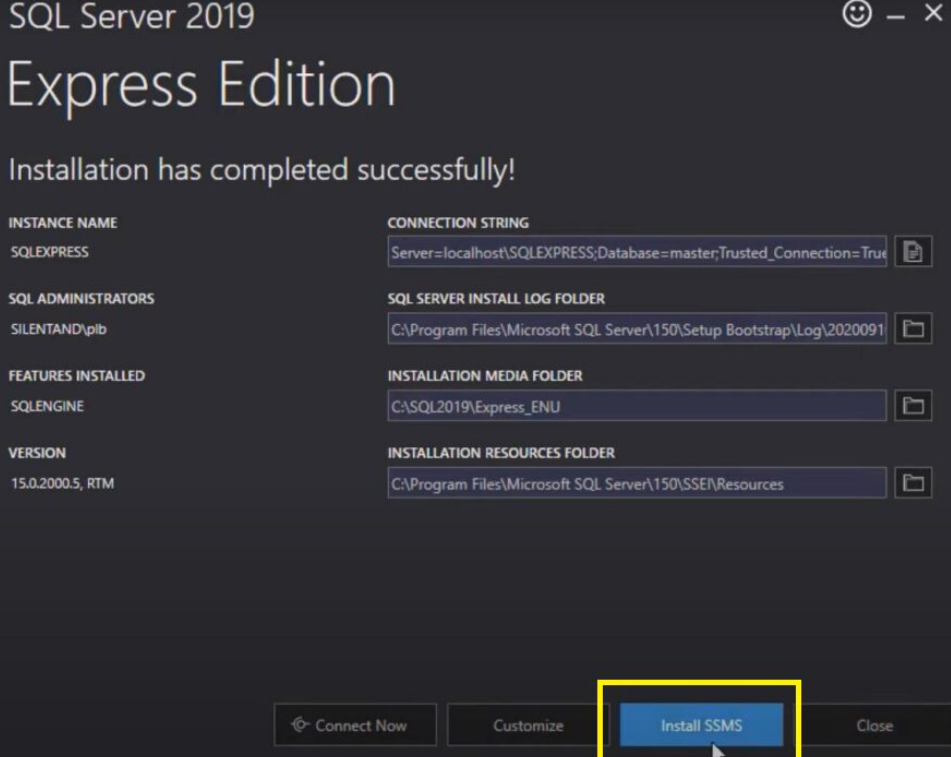 SQL Server 2019
Express Edition
Installation has completed successfully!
INSTANCE NAME
SQLEXPRESS
CONNECTION STRING
Server=localhost\SQLEXPRESS;Database=master;Trusted_Connection=True
SQL ADMINISTRATORS
SILENTAND\plb
SQL SERVER INSTALL LOG FOLDER
C:\Program Files\Microsoft SQL Server\150\Setup Bootstrap\Log\2020091
FEATURES INSTALLED
SQLENGINE
INSTALLATION MEDIA FOLDER
C:\SQL2019\Express_ENU
VERSION
15.0.2000.5, RTM
INSTALLATION RESOURCES FOLDER
C:\Program Files\Microsoft SQL Server\150\SSEI\Resources
Connect Now
Customize
Install SSMS
Close